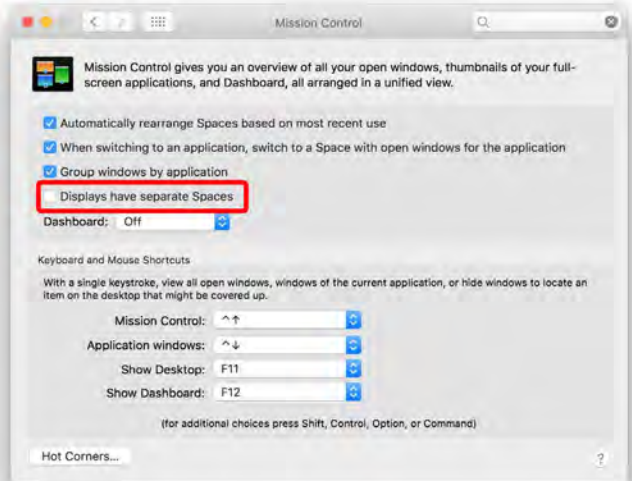 Mission Control
Mission Control gives you an overview of all your open windows, thumbnails of your full-
screen applications, and Dashboard, all arranged in a unified view.
Automatically rearrange Spaces based on most recent use
When switching to an application, switch to a Space with open windows for the application
Group windows by application
Displays have separate Spaces
Dashboard: Off
Keyboard and Mouse Shortcuts
With a single keystroke, view all open windows, windows of the current application, or hide windows to locate an
item on the desktop that might be covered up.
Mission Control: ^↑
Application windows: ^↓
Show Desktop: F11
Show Dashboard: F12
(for additional choices press Shift, Control, Option, or Command)
Hot Corners... ?